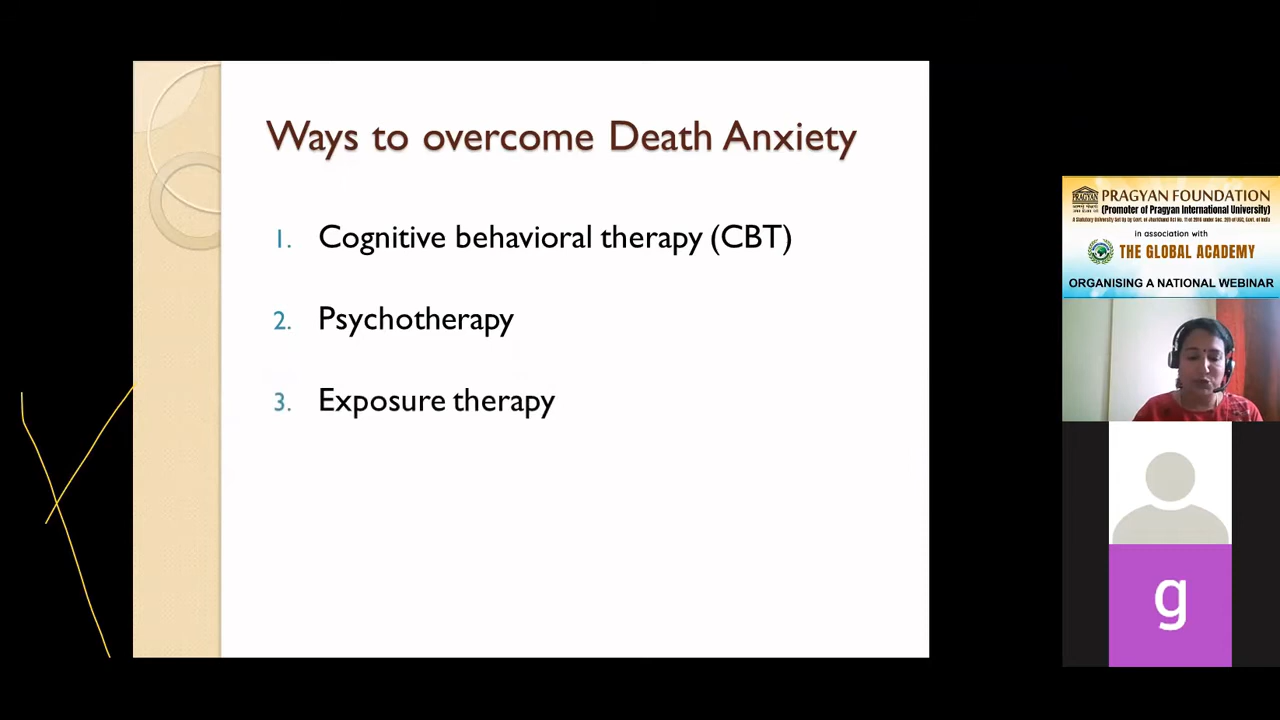 Ways to overcome Death Anxiety
1. Cognitive behavioral therapy (CBT)
2. Psychotherapy
3. Exposure therapy
PRAGYAN FOUNDATION
(Promoter of Pragyan International University)
in association with
THE GLOBAL ACADEMY
ORGANISING A NATIONAL WEBINAR
g